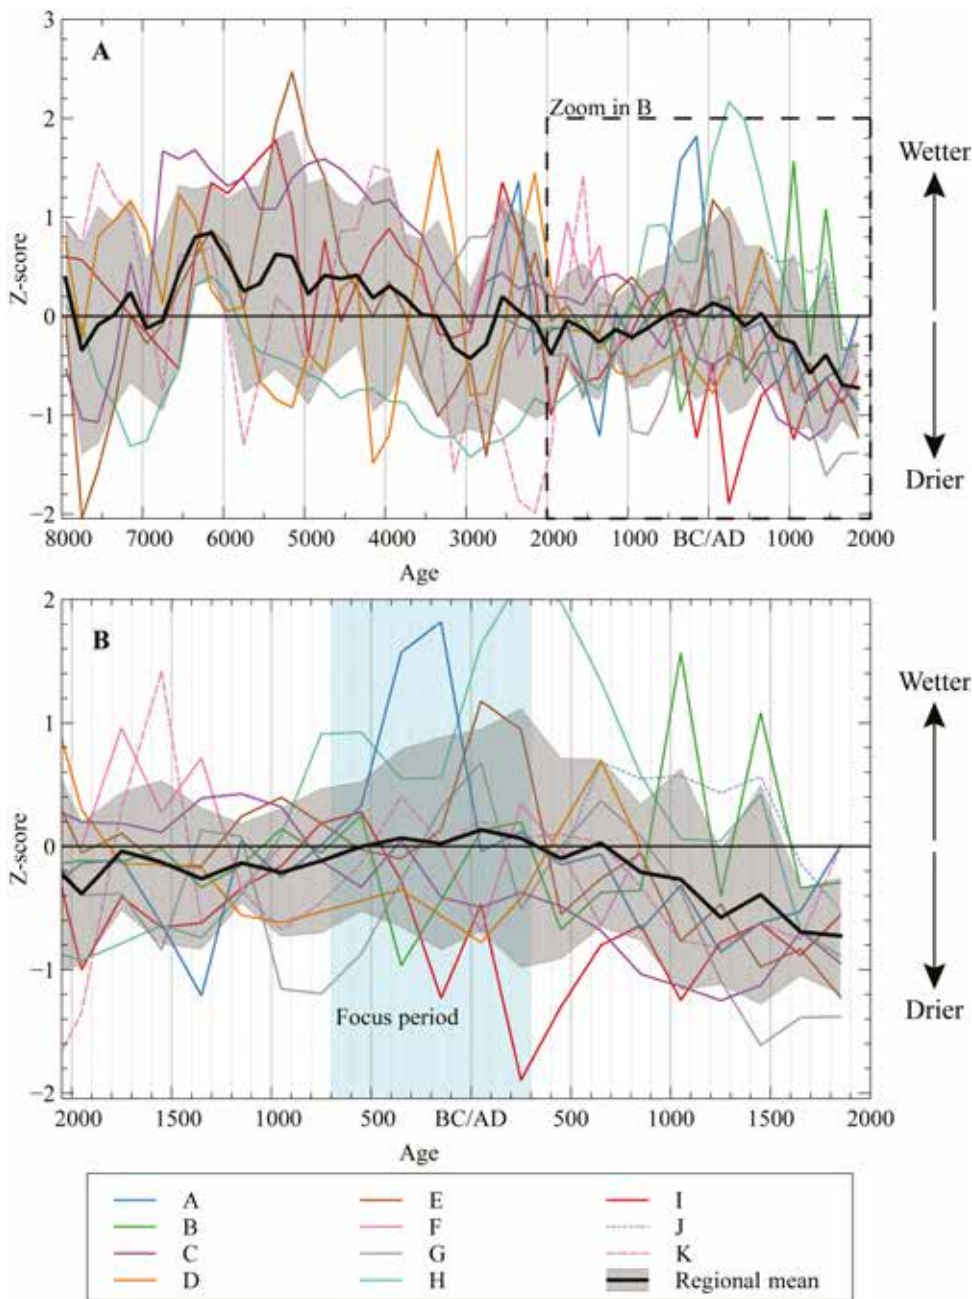 A
3
2
1
0
−1
−2
Z-score
Zoom in B
Wetter
Drier
8000 7000 6000 5000 4000 3000 2000 1000 BC/AD 1000 2000
Age
B
2
1
0
−1
−2
Z-score
Focus period
Wetter
Drier
2000 1500 1000 500 BC/AD 500 1000 1500 2000
Age
A E I
B F J
C G K
D H Regional mean